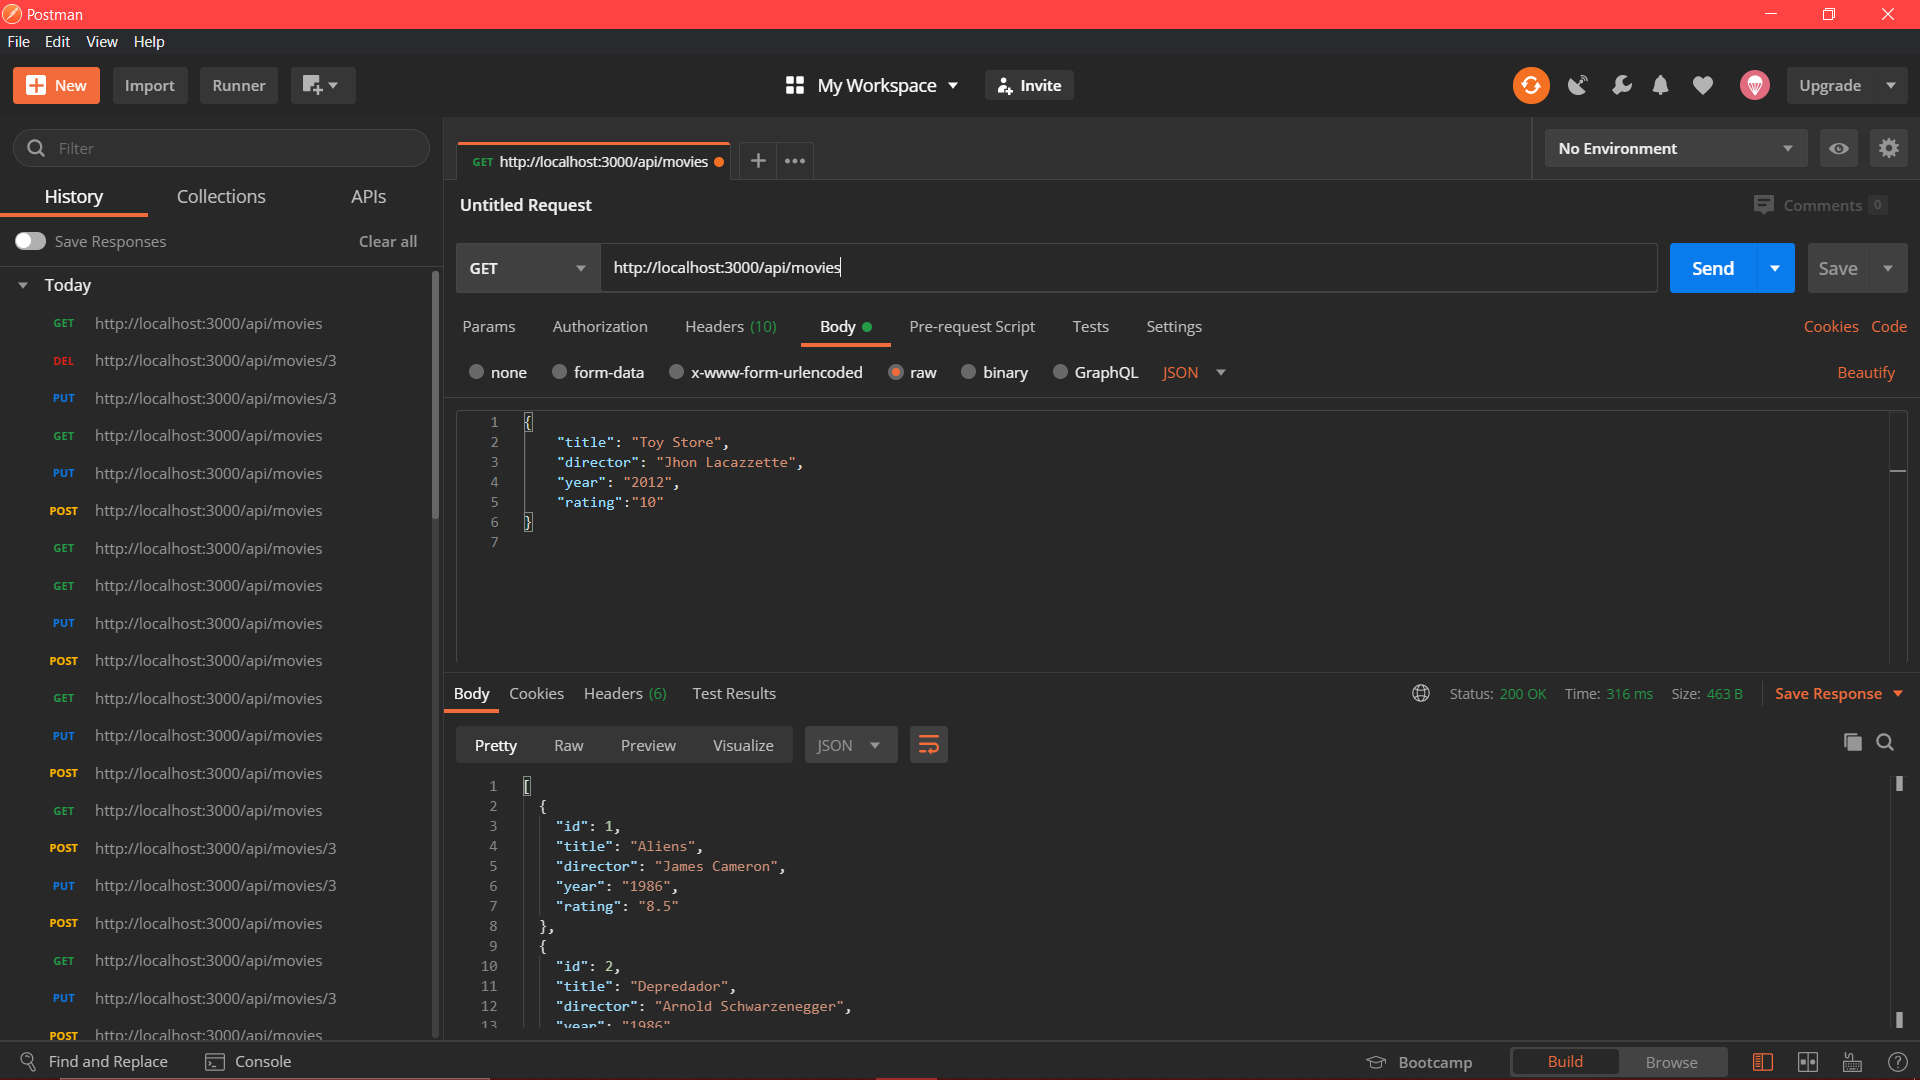 Postman
File Edit View Help
New Import Runner My Workspace Invite Upgrade
Filter
History Collections APIs
Save Responses Clear all
Today
GET http://localhost:3000/api/movies
DEL http://localhost:3000/api/movies/3
PUT http://localhost:3000/api/movies/3
GET http://localhost:3000/api/movies
PUT http://localhost:3000/api/movies
POST http://localhost:3000/api/movies
GET http://localhost:3000/api/movies
GET http://localhost:3000/api/movies
PUT http://localhost:3000/api/movies
POST http://localhost:3000/api/movies
GET http://localhost:3000/api/movies
PUT http://localhost:3000/api/movies
POST http://localhost:3000/api/movies
GET http://localhost:3000/api/movies
POST http://localhost:3000/api/movies/3
PUT http://localhost:3000/api/movies/3
POST http://localhost:3000/api/movies
GET http://localhost:3000/api/movies
PUT http://localhost:3000/api/movies/3
POST http://localhost:3000/api/movies
GET http://localhost:3000/api/movies
No Environment
Untitled Request Comments 0
GET http://localhost:3000/api/movies Send Save
Params Authorization Headers (10) Body Pre-request Script Tests Settings Cookies Code
none form-data x-www-form-urlencoded raw binary GraphQL JSON Beautify
1 {
2 "title": "Toy Store",
3 "director": "Jhon Lacazzette",
4 "year": "2012",
5 "rating":"10"
6 }
7
Body Cookies Headers (6) Test Results Status: 200 OK Time: 316 ms Size: 463 B Save Response
Pretty Raw Preview Visualize JSON
1 [
2 {
3 "id": 1,
4 "title": "Aliens",
5 "director": "James Cameron",
6 "year": "1986",
7 "rating": "8.5"
8 },
9 {
10 "id": 2,
11 "title": "Depredador",
12 "director": "Arnold Schwarzenegger",
13 "year": "1986"
Find and Replace Console Bootcamp Build Browse